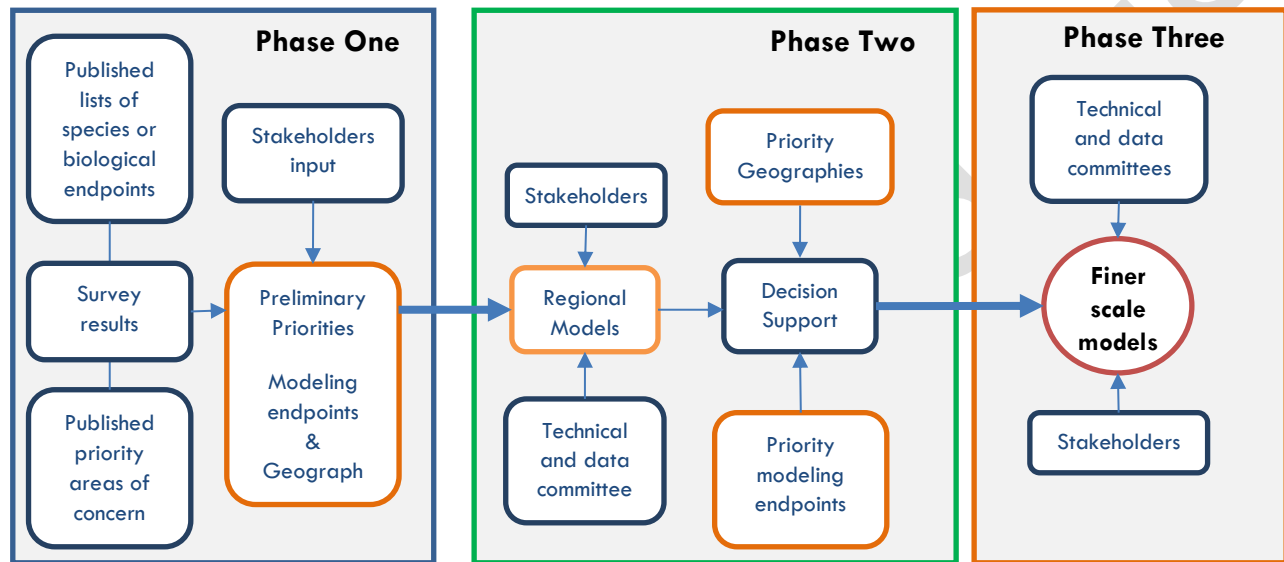 Phase One
Published
lists of
species or
biological
endpoints
Stakeholders
input
Survey
results
Preliminary
Priorities
Modeling
endpoints
&
Geograph
Published
priority
areas of
concern
Phase Two
Priority
Geographies
Stakeholders
Regional
Models
Decision
Support
Technical
and data
committee
Priority
modeling
endpoints
Phase Three
Technical
and data
committees
Finer
scale
models
Stakeholders